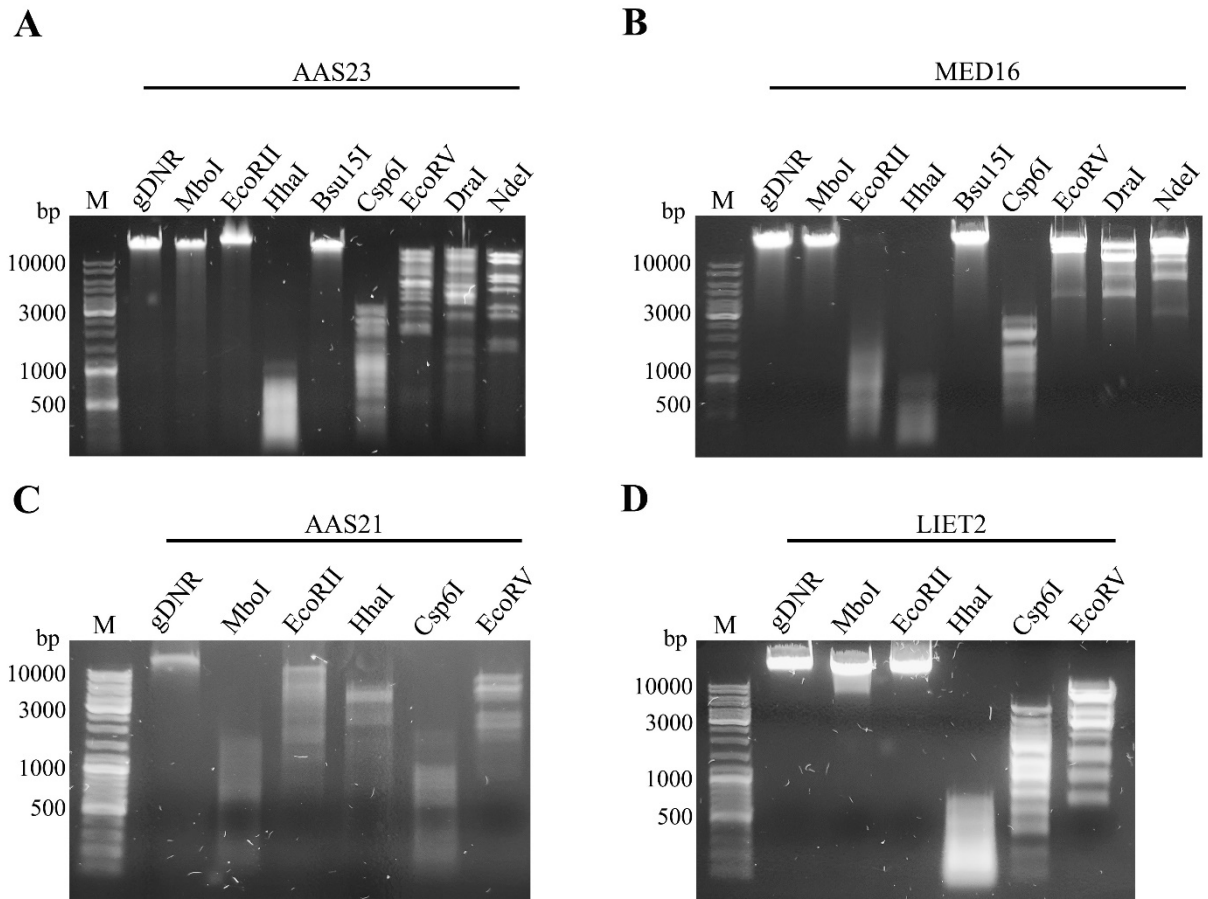 A
AAS23
M gDNR MboI EcoRII HhaI Bsu15I Csp6I EcoRV DraI NdeI
bp
10000
3000
1000
500
B
MED16
M gDNR MboI EcoRII HhaI Bsu15I Csp6I EcoRV DraI NdeI
bp
10000
3000
1000
500
C
AAS21
M gDNR MboI EcoRII HhaI Csp6I EcoRV
bp
10000
3000
1000
500
D
LIET2
M gDNR MboI EcoRII HhaI Csp6I EcoRV
bp
10000
3000
1000
500